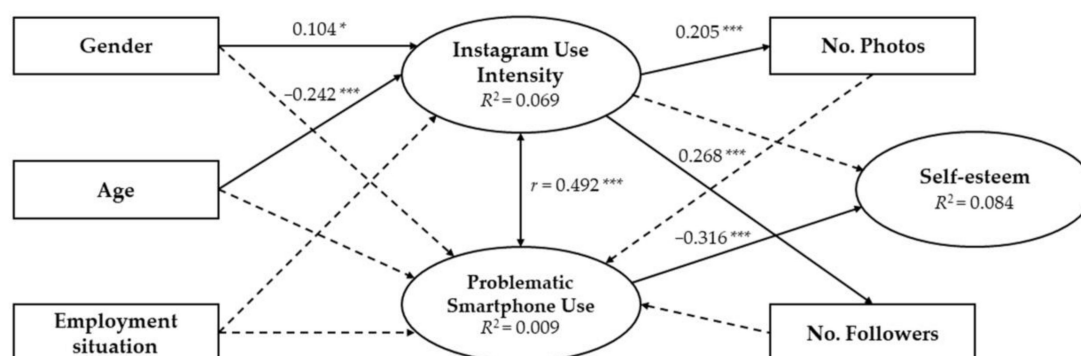 Gender
0.104 *
Instagram Use
Intensity
R² = 0.069
0.205 ***
No. Photos
–0.242 ***
Age
r = 0.492 ***
0.268 ***
Self-esteem
R² = 0.084
–0.316 ***
Employment
situation
Problematic
Smartphone Use
R² = 0.009
No. Followers